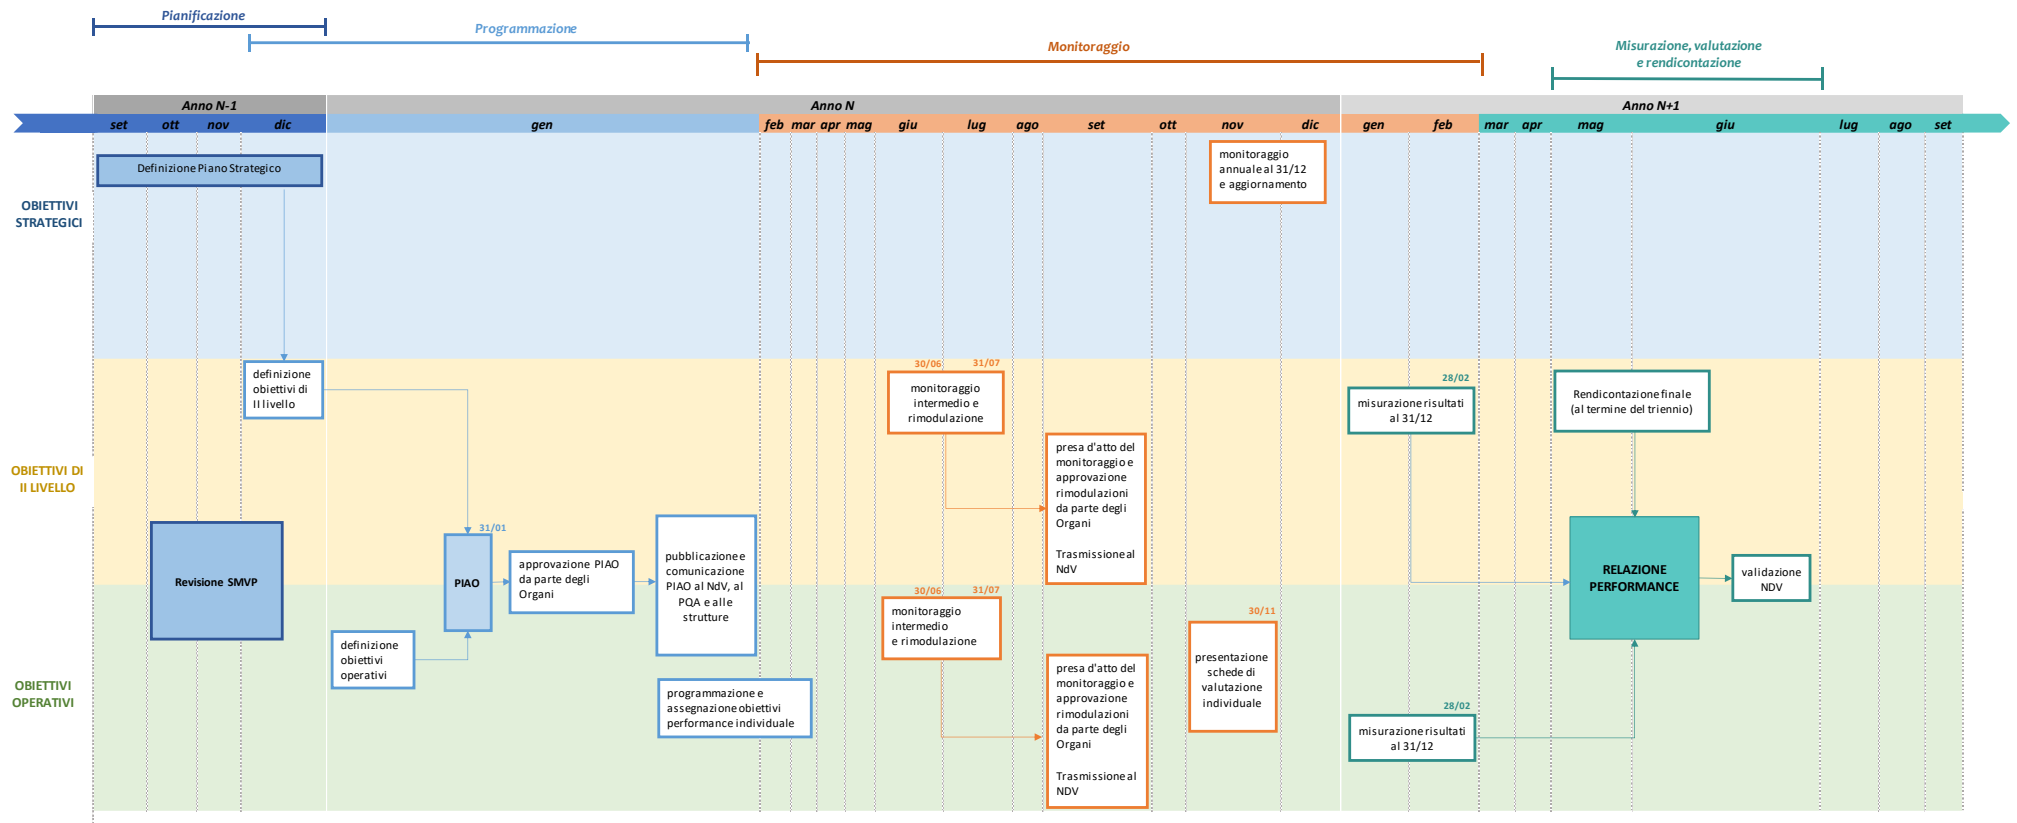 Pianificazione
Programmazione
Monitoraggio
Misurazione, valutazione
e rendicontazione
Anno N-1
Anno N
Anno N+1
set ott nov dic gen feb mar apr mag giu lug ago set ott nov dic gen feb mar apr mag giu lug ago set
OBIETTIVI
STRATEGICI
Definizione Piano Strategico
monitoraggio
annuale al 31/12
e aggiornamento
OBIETTIVI DI
II LIVELLO
definizione
obiettivi di
II livello
30/06 31/07
monitoraggio
intermedio e
rimodulazione
presa d'atto del
monitoraggio e
approvazione
rimodulazioni
da parte degli
Organi
Trasmissione al
NdV
28/02
misurazione risultati
al 31/12
Rendicontazione finale
(al termine del triennio)
Revisione SMVP
31/01
PIAO
approvazione PIAO
da parte degli
Organi
pubblicazione e
comunicazione
PIAO al NdV, al
PQA e alle
strutture
RELAZIONE
PERFORMANCE
validazione
NDV
OBIETTIVI
OPERATIVI
definizione
obiettivi
operativi
programmazione e
assegnazione obiettivi
performance individuale
30/06 31/07
monitoraggio
intermedio
e rimodulazione
presa d'atto del
monitoraggio e
approvazione
rimodulazioni
da parte degli
Organi
Trasmissione al
NDV
30/11
presentazione
schede di
valutazione
individuale
28/02
misurazione risultati
al 31/12